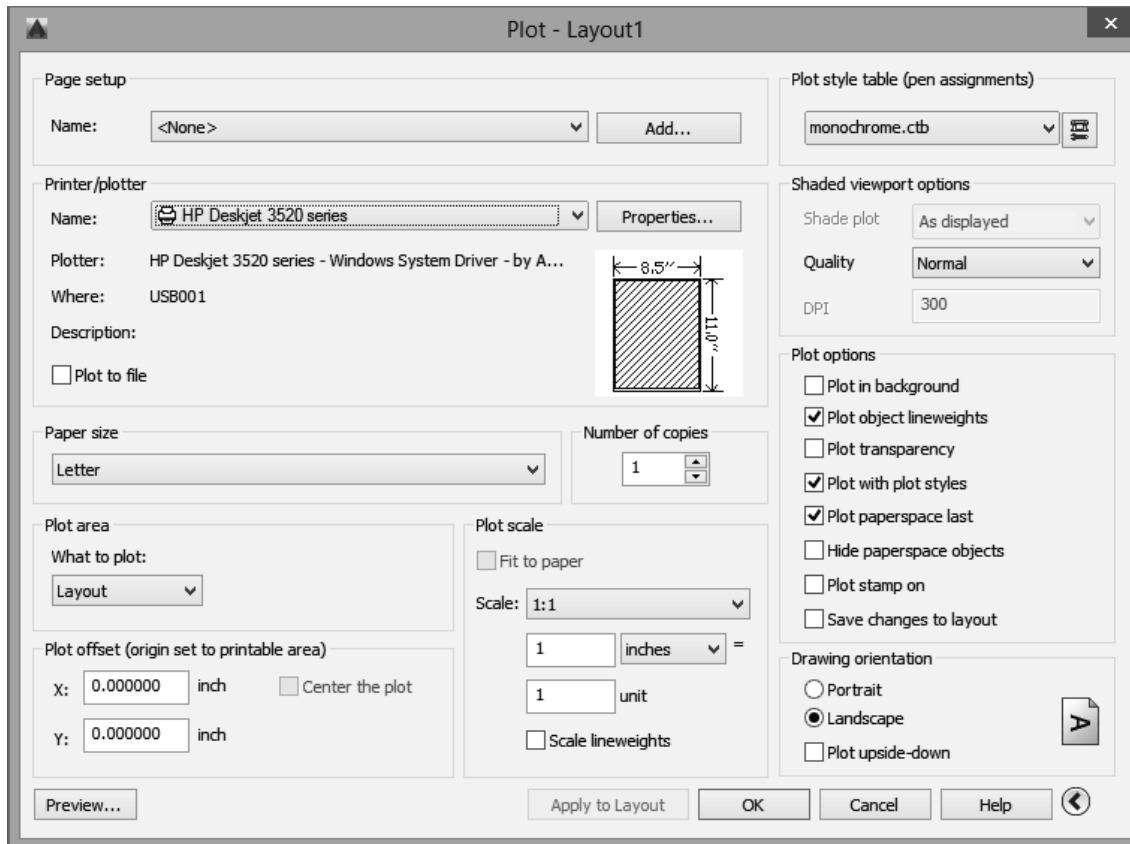 Plot - Layout1
Page setup
Name: <None> Add...
Printer/plotter
Name: HP Deskjet 3520 series Properties...
Plotter: HP Deskjet 3520 series - Windows System Driver - by A...
Where: USB001
Description:
Plot to file
8.5"
11.0"
Paper size
Letter
Number of copies
1
Plot area
What to plot:
Layout
Plot offset (origin set to printable area)
X: 0.000000 inch Center the plot
Y: 0.000000 inch
Plot scale
Fit to paper
Scale: 1:1
1 inches =
1 unit
Scale lineweights
Plot style table (pen assignments)
monochrome.ctb
Shaded viewport options
Shade plot As displayed
Quality Normal
DPI 300
Plot options
Plot in background
Plot object lineweights
Plot transparency
Plot with plot styles
Plot paperspace last
Hide paperspace objects
Plot stamp on
Save changes to layout
Drawing orientation
Portrait
Landscape
Plot upside-down
A
Preview... Apply to Layout OK Cancel Help